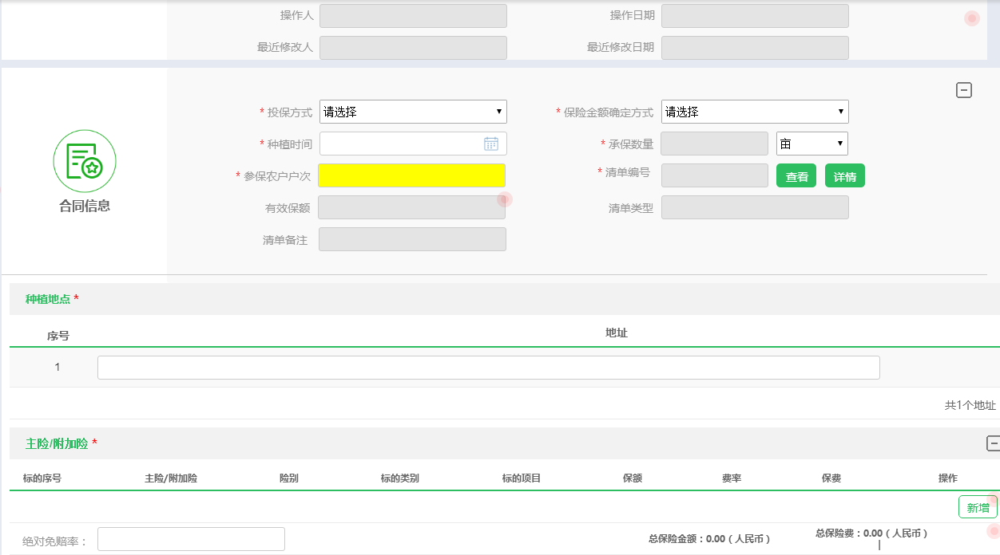 操作人 操作日期
最近修改人 最近修改日期
* 投保方式 请选择 * 保险金额确定方式 请选择
* 种植时间 * 承保数量 亩
* 参保农户户次 * 清单编号 查看 详情
合同信息 有效保额 清单类型
清单备注
种植地点 *
序号 地址
1
共1个地址
主险/附加险 *
标的序号 主险/附加险 险别 标的类别 标的项目 保额 费率 保费 操作
新增
绝对免赔率： 总保险金额：0.00（人民币） 总保险费：0.00（人民币）